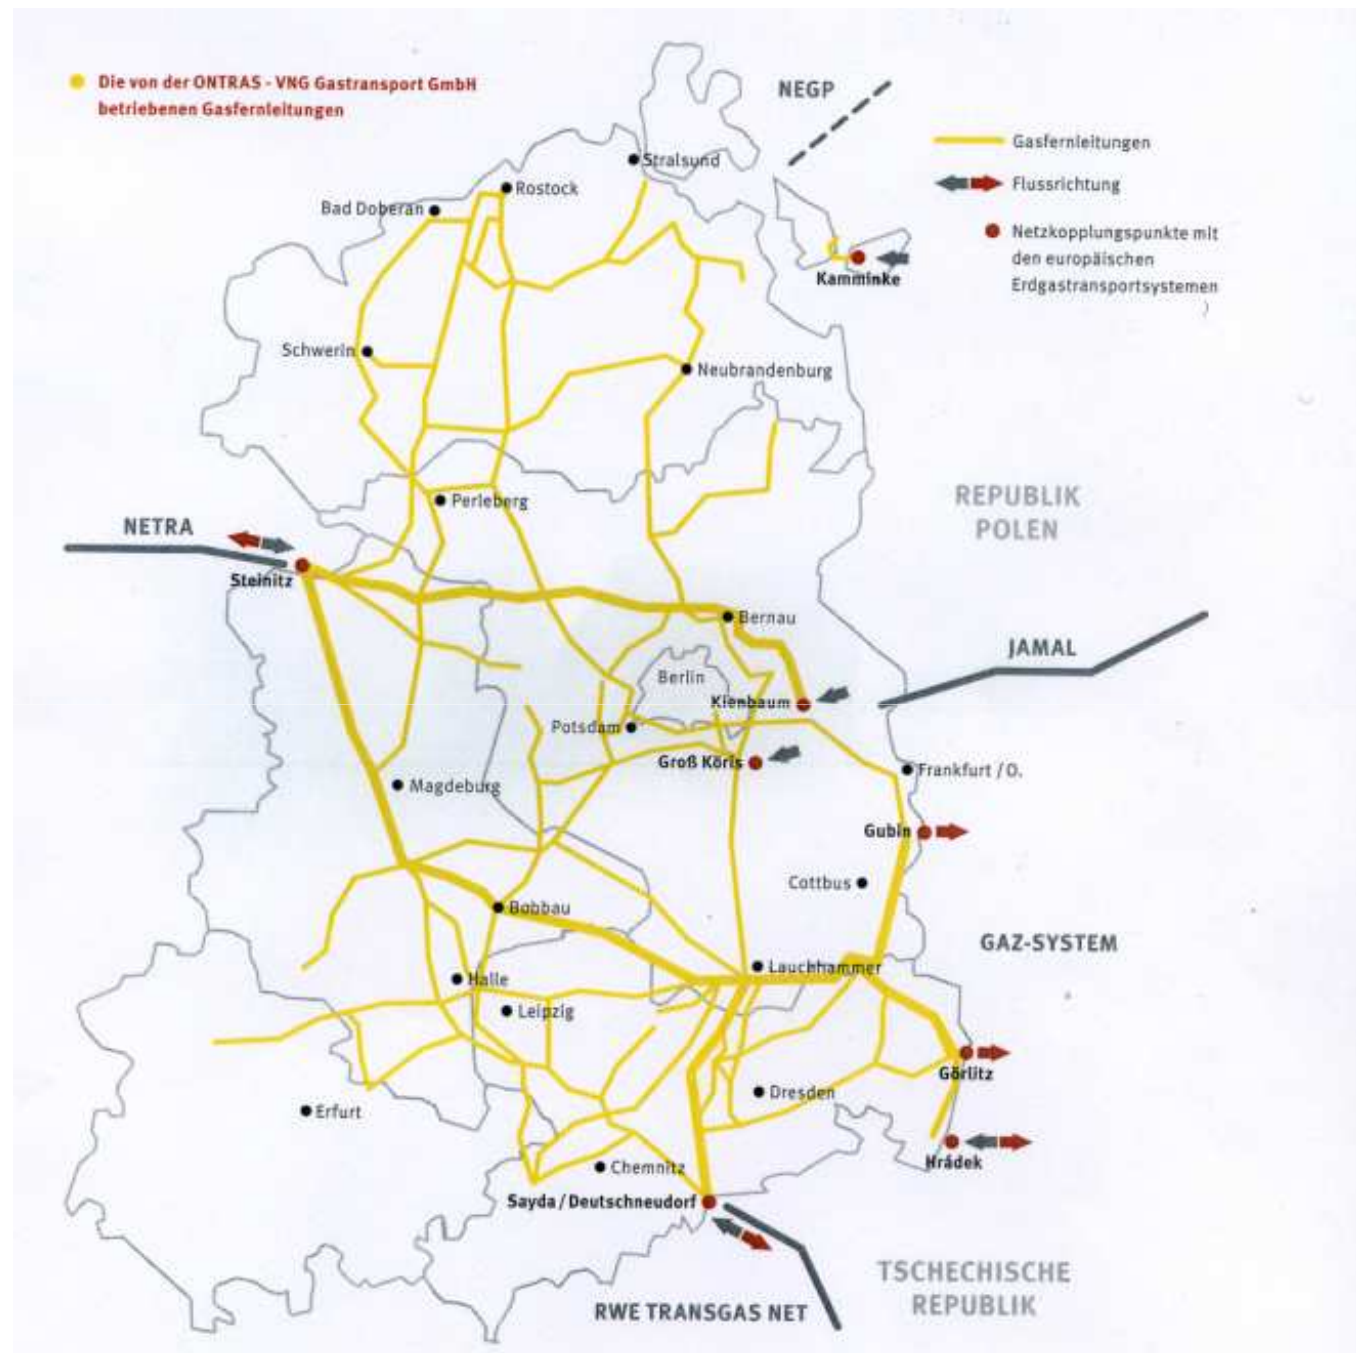 Die von der ONTRAS - VNG Gastransport GmbH
betriebenen Gasfernleitungen
NEGP
Gasfernleitungen
Stralsund
Flussrichtung
Rostock
Bad Doberan
Netzkopplungspunkte mit
den europäischen
Erdgastransportsystemen
Kamminke
Schwerin
Neubrandenburg
Perleberg
REPUBLIK
POLEN
NETRA
Steinitz
Bernau
JAMAL
Berlin
Kienbaum
Potsdam
Groß Köris
Frankfurt / O.
Magdeburg
Gubin
Cottbus
Bobbau
GAZ-SYSTEM
Lauchhammer
Halle
Leipzig
Görlitz
Dresden
Erfurt
Hrádek
Chemnitz
Sayda / Deutschneudorf
TSCHECHISCHE
REPUBLIK
RWE TRANSGAS NET